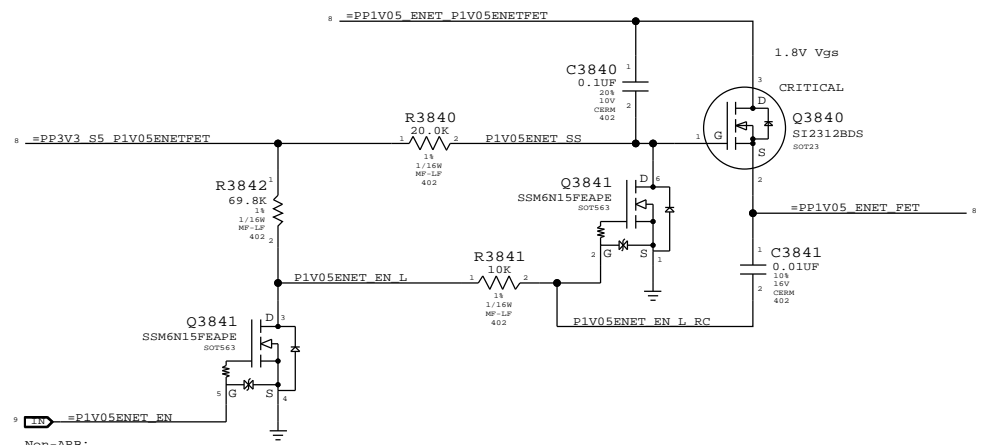 8 =PP1V05_ENET_P1V05ENETFET
1.8V Vgs
CRITICAL
C3840
0.1UF
20%
10V
CERM
402
1
2
3
D
G
S
1
2
Q3840
SI2312BDS
SOT23
8 =PP3V3_S5_P1V05ENETFET
R3840
20.0K
1 2
1%
1/16W
MF-LF
402
P1V05ENET_SS
R3842
69.8K
1%
1/16W
MF-LF
402
1
2
Q3841
SSM6N15FEAPE
SOT563
D 6
2 G S 1
=PP1V05_ENET_FET 8
C3841
0.01UF
10%
16V
CERM
402
1
2
P1V05ENET_EN_L
R3841
10K
1 2
1%
1/16W
MF-LF
402
P1V05ENET_EN_L_RC
Q3841
SSM6N15FEAPE
SOT563
D 3
5 G S 4
9 IN =P1V05ENET_EN
Non-ARB: